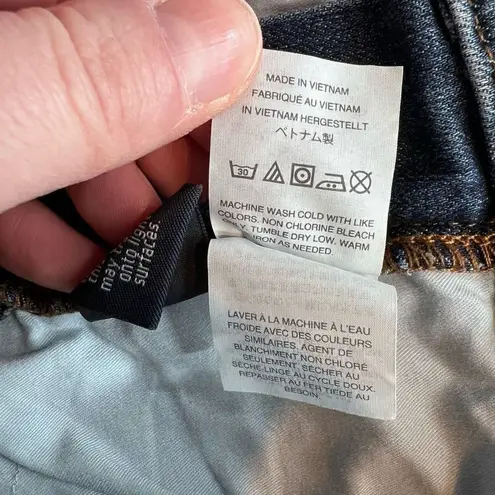 MADE IN VIETNAM
FABRIQUÉ AU VIETNAM
IN VIETNAM HERGESTELLT
ベトナム製
30
MACHINE WASH COLD WITH LIKE
COLORS. NON CHLORINE BLEACH
TUMBLE DRY LOW. WARM
IRON AS NEEDED.
may
onto
surfaces
LAVER À LA MACHINE À L'EAU
FROIDE AVEC DES COULEURS
SIMILAIRES, AGENT DE
BLANCHIMENT NON CHLORÉ
SEULEMENT, SÉCHER AU
SÈCHE-LINGE AU CYCLE DOUX.
REPASSER AU FER TIÈDE AU
BESOIN.